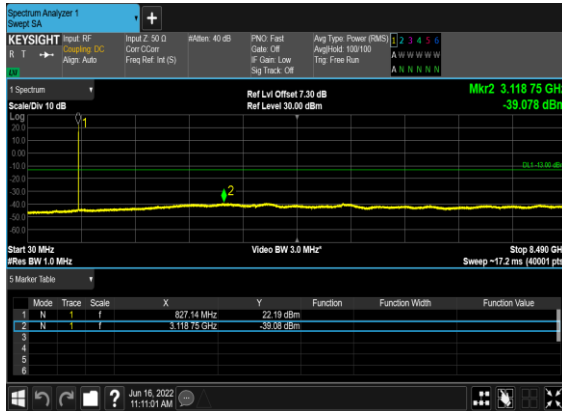 Spectrum Analyzer 1
Swept SA
+
KEYSIGHT Input: RF Input Z: 50 Ω #Atten: 40 dB PNO: Fast Avg Type: Power (RMS) 1 2 3 4 5 6
R T Coupling: DC Corr CCorr Gate: Off Avg|Hold: 100/100 A W W W W W
Align: Auto Freq Ref: Int (S) IF Gain: Low Trig: Free Run
Sig Track: Off A N N N N N
1 Spectrum Ref Lvl Offset 7.30 dB Mkr2 3.118 75 GH
Scale/Div 10 dB Ref Level 30.00 dBm -39.078 dBm
Log
1
20.0
10.0
0.00
-10.0
DL1 -13.00 dBm
-20.0
-30.0
2
-40.0
-50.0
-60.0
Start 30 MHz Video BW 3.0 MHz* Stop 8.490 GH
#Res BW 1.0 MHz Sweep ~17.2 ms (40001 pts
5 Marker Table
Mode Trace Scale X Y Function Function Width Function Value
1 N 1 f 827.14 MHz 22.19 dBm
2 N 1 f 3.118 75 GHz -39.08 dBm
3
4
5
6
? Jun 16, 2022
11:11:01 AM